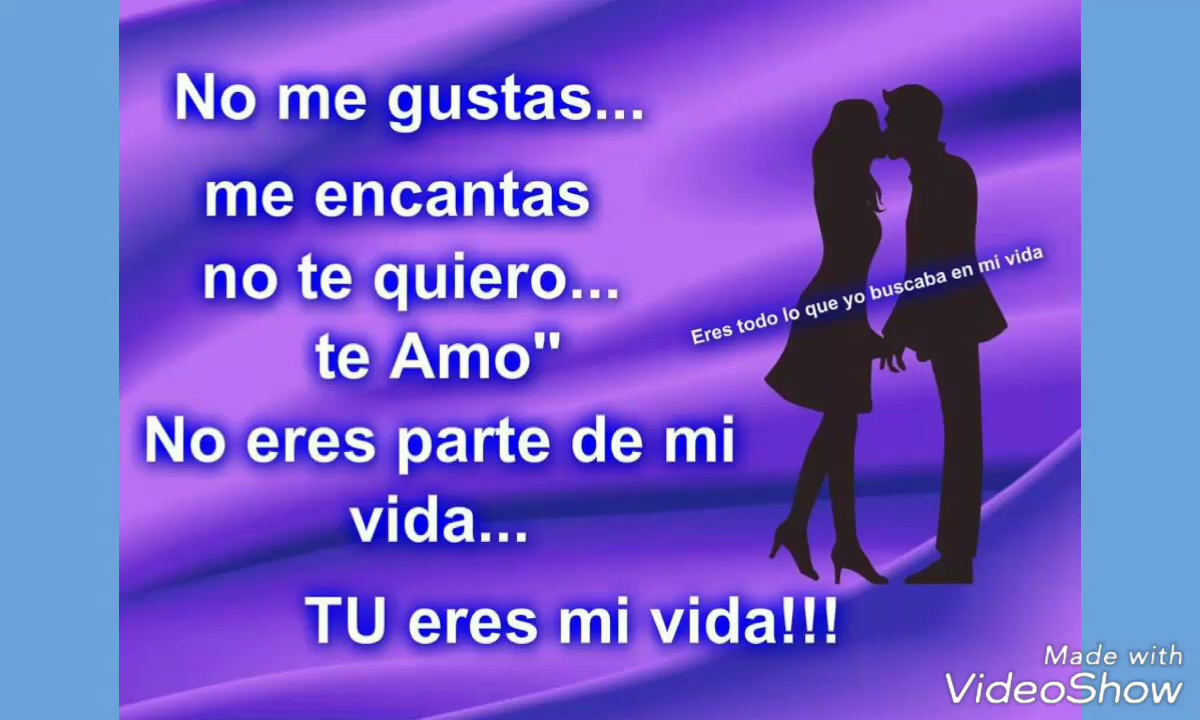 No me gustas...
me encantas
no te quiero...
te Amo"
No eres parte de mi
vida...
TU eres mi vida!!!
Eres todo lo que yo buscaba en mi vida
Made with
VideoShow